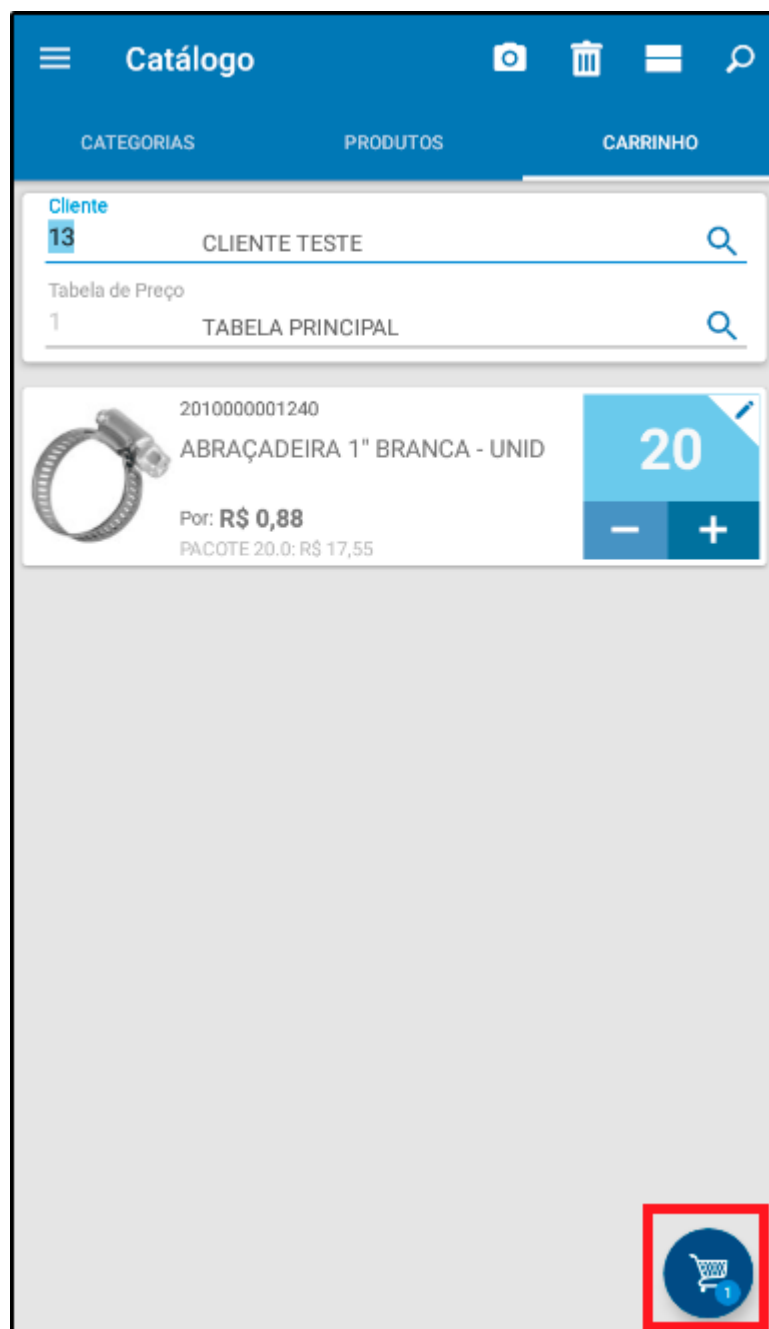 Catálogo
CATEGORIAS PRODUTOS CARRINHO
Cliente
13 CLIENTE TESTE
Tabela de Preço
1 TABELA PRINCIPAL
2010000001240
ABRAÇADEIRA 1" BRANCA - UNID
20
Por: R$ 0,88
PACOTE 20.0: R$ 17,55
− +
1